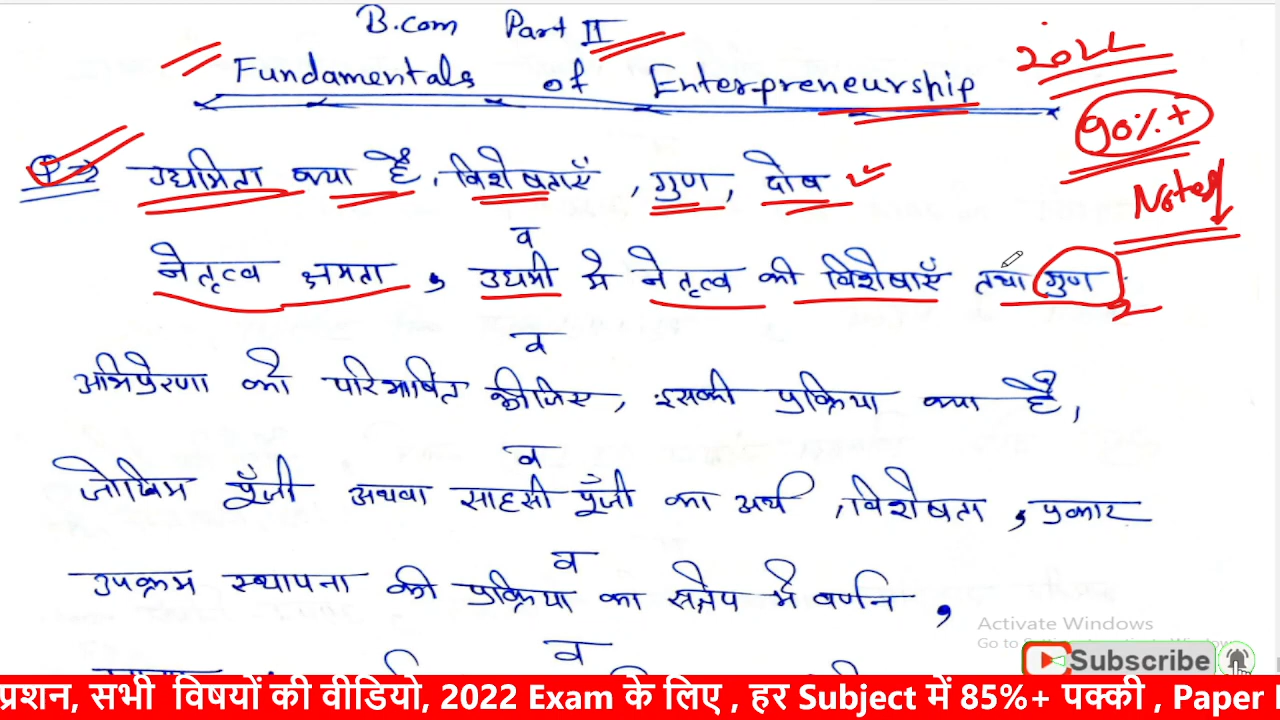 B.Com Part II
2022
Fundamentals of Enterpreneurship
90% +
Notes
Q → उद्यमिता क्या है, विशेषताएँ, गुण, दोष
व
नेतृत्व क्षमता, उद्यमी मे नेतृत्व की विशेषाएँ तथा गुण
व
अभिप्रेरणा को परिभाषित कीजिए, इसकी प्रक्रिया क्या है,
व
जोखिम पूँजी अथवा साहसी पूँजी का अर्थ, विशेषता, प्रकार
व
उपक्रम स्थापना की प्रक्रिया का संक्षेप मे वर्णन,
व
Activate Windows
Go to
Subscribe
प्रशन, सभी विषयों की वीडियो, 2022 Exam के लिए , हर Subject में 85%+ पक्की , Paper